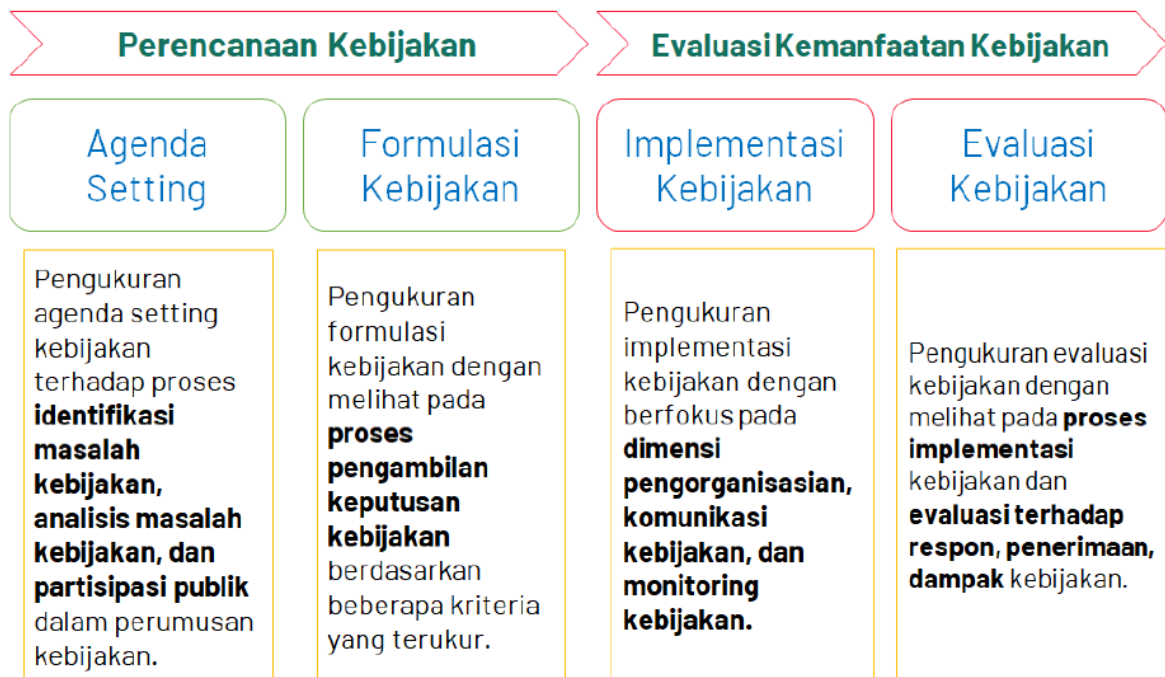 Perencanaan Kebijakan
Evaluasi Kemanfaatan Kebijakan
Agenda
Setting
Formulasi
Kebijakan
Implementasi
Kebijakan
Evaluasi
Kebijakan
Pengukuran
agenda setting
kebijakan
terhadap proses
identifikasi
masalah
kebijakan,
analisis masalah
kebijakan, dan
partisipasi publik
dalam perumusan
kebijakan.
Pengukuran
formulasi
kebijakan dengan
melihat pada
proses
pengambilan
keputusan
kebijakan
berdasarkan
beberapa kriteria
yang terukur.
Pengukuran
implementasi
kebijakan dengan
berfokus pada
dimensi
pengorganisasian,
komunikasi
kebijakan, dan
monitoring
kebijakan.
Pengukuran evaluasi
kebijakan dengan
melihat pada proses
implementasi
kebijakan dan
evaluasi terhadap
respon, penerimaan,
dampak kebijakan.